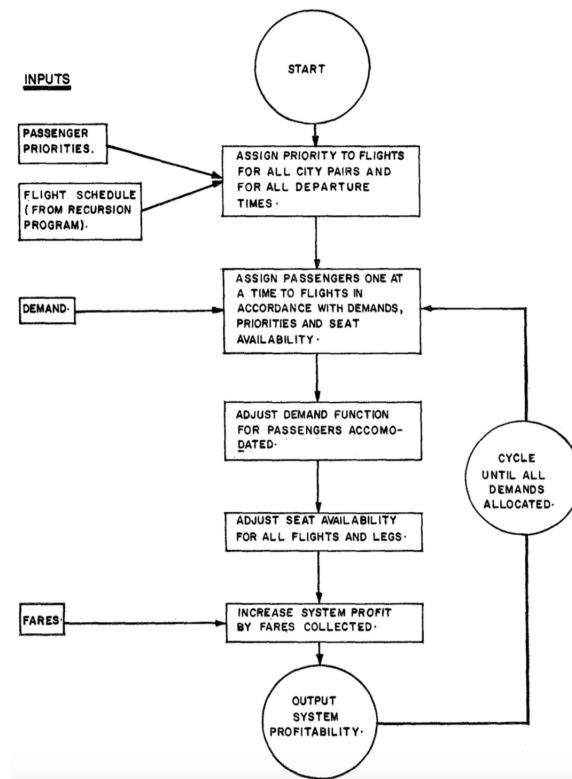 START
INPUTS
PASSENGER
PRIORITIES.
FLIGHT SCHEDULE
(FROM RECURSION
PROGRAM).
ASSIGN PRIORITY TO FLIGHTS
FOR ALL CITY PAIRS AND
FOR ALL DEPARTURE
TIMES.
DEMAND.
ASSIGN PASSENGERS ONE AT
A TIME TO FLIGHTS IN
ACCORDANCE WITH DEMANDS,
PRIORITIES AND SEAT
AVAILABILITY.
ADJUST DEMAND FUNCTION
FOR PASSENGERS ACCOMO-
DATED.
CYCLE
UNTIL ALL
DEMANDS
ALLOCATED.
ADJUST SEAT AVAILABILITY
FOR ALL FLIGHTS AND LEGS.
FARES.
INCREASE SYSTEM PROFIT
BY FARES COLLECTED.
OUTPUT
SYSTEM
PROFITABILITY.